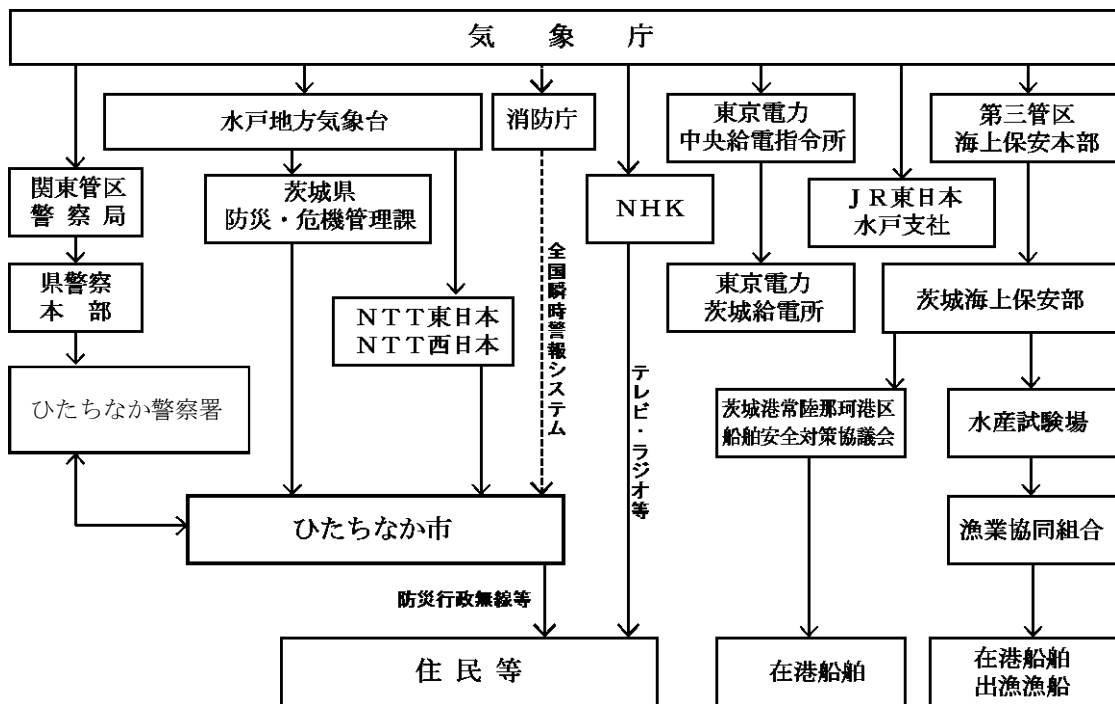 気象庁
水戸地方気象台
消防庁
東京電力
中央給電指令所
第三管区
海上保安本部
関東管区
警察局
茨城県
防災・危機管理課
NHK
JR東日本
水戸支社
県警察
本部
NTT東日本
NTT西日本
全国瞬時警報システム
東京電力
茨城給電所
茨城海上保安部
テレビ・ラジオ等
ひたちなか警察署
茨城港常陸那珂港区
船舶安全対策協議会
水産試験場
ひたちなか市
漁業協同組合
防災行政無線等
住民等
在港船舶
在港船舶
出漁漁船